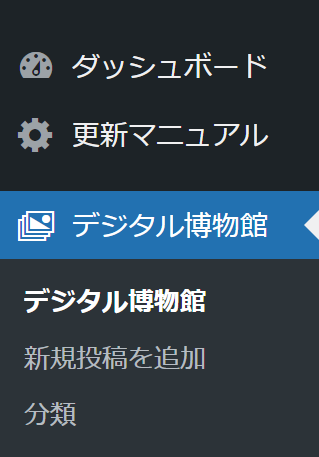 ダッシュボード
更新マニュアル
デジタル博物館
デジタル博物館
新規投稿を追加
分類